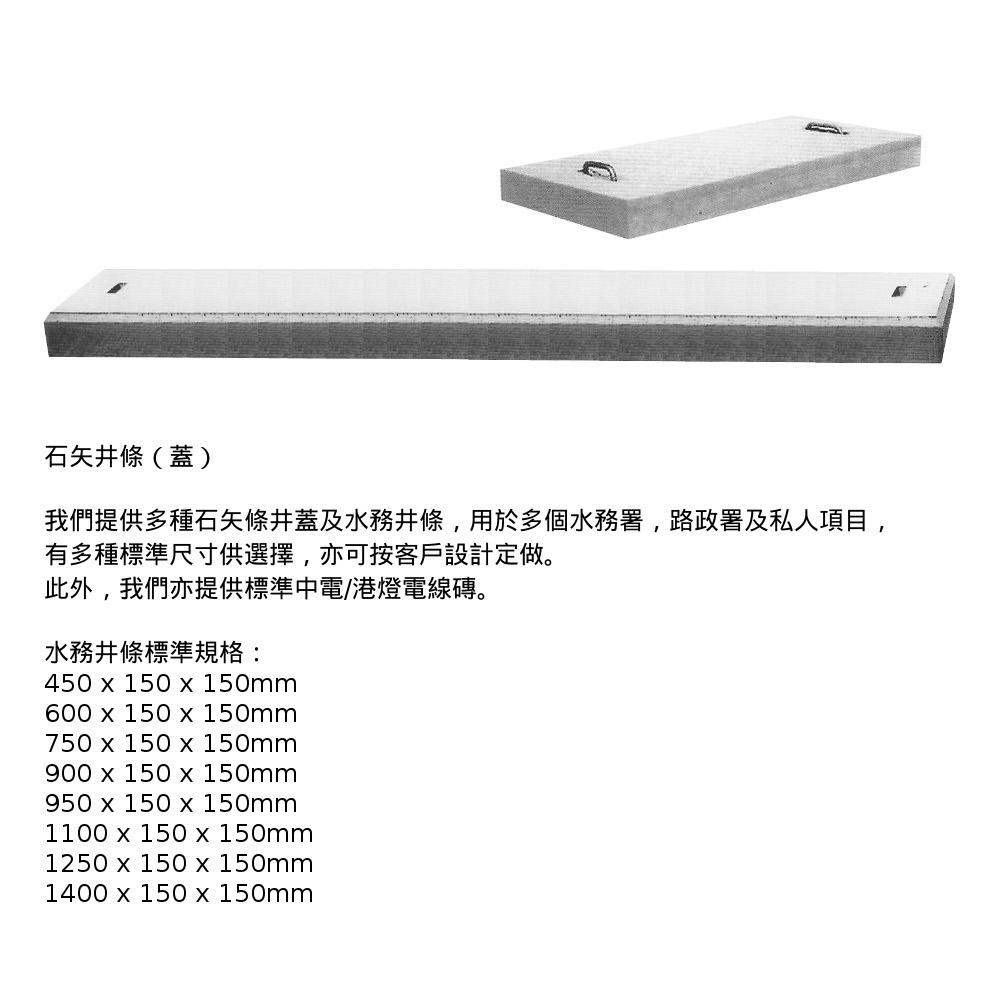 石矢井條（蓋）
我們提供多種石矢條井蓋及水務井條，用於多個水務署，路政署及私人項目，
有多種標準尺寸供選擇，亦可按客戶設計定做。
此外，我們亦提供標準中電/港燈電線磚。
水務井條標準規格：
450 x 150 x 150mm
600 x 150 x 150mm
750 x 150 x 150mm
900 x 150 x 150mm
950 x 150 x 150mm
1100 x 150 x 150mm
1250 x 150 x 150mm
1400 x 150 x 150mm